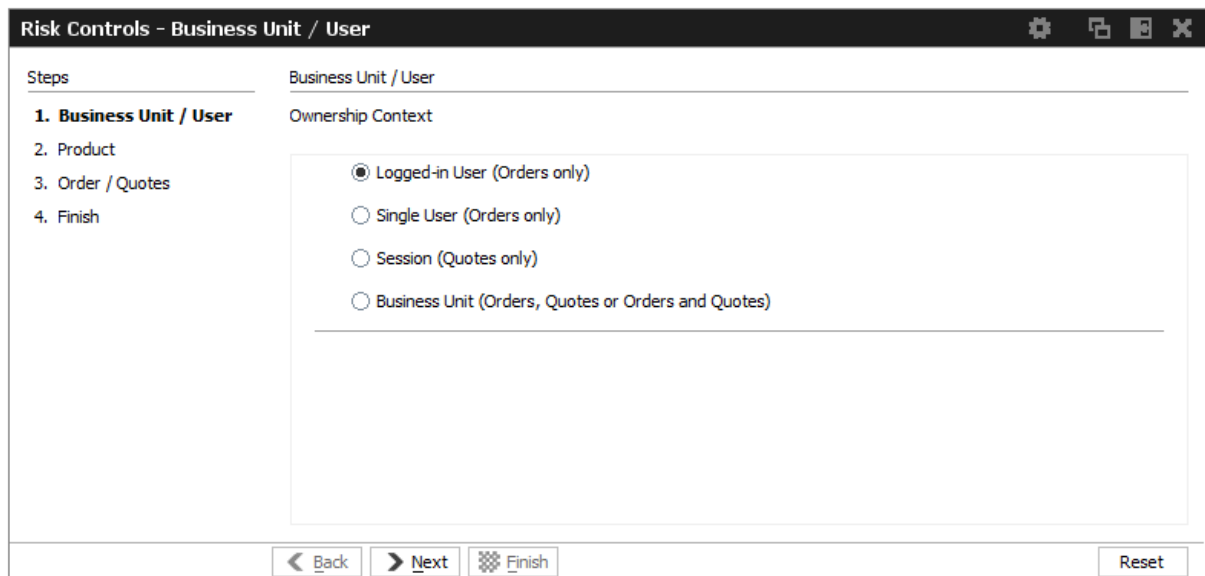 Risk Controls - Business Unit / User
Steps
1. Business Unit / User
2. Product
3. Order / Quotes
4. Finish
Business Unit / User
Ownership Context
Logged-in User (Orders only)
Single User (Orders only)
Session (Quotes only)
Business Unit (Orders, Quotes or Orders and Quotes)
Back Next Finish Reset